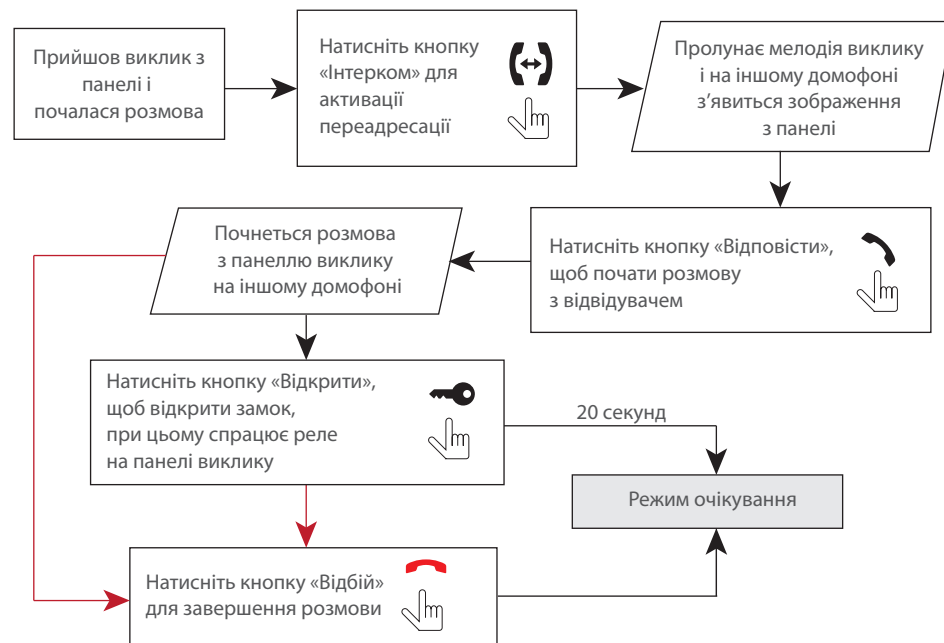 Прийшов виклик з
панелі і
почалася розмова
Натисніть кнопку
«Інтерком» для
активації
переадресації
Пролунає мелодія виклику
і на іншому домофоні
з’явиться зображення
з панелі
Натисніть кнопку «Відповісти»,
щоб почати розмову
з відвідувачем
Почнеться розмова
з панеллю виклику
на іншому домофоні
Натисніть кнопку «Відкрити»,
щоб відкрити замок,
при цьому спрацює реле
на панелі виклику
20 секунд
Режим очікування
Натисніть кнопку «Відбій»
для завершення розмови